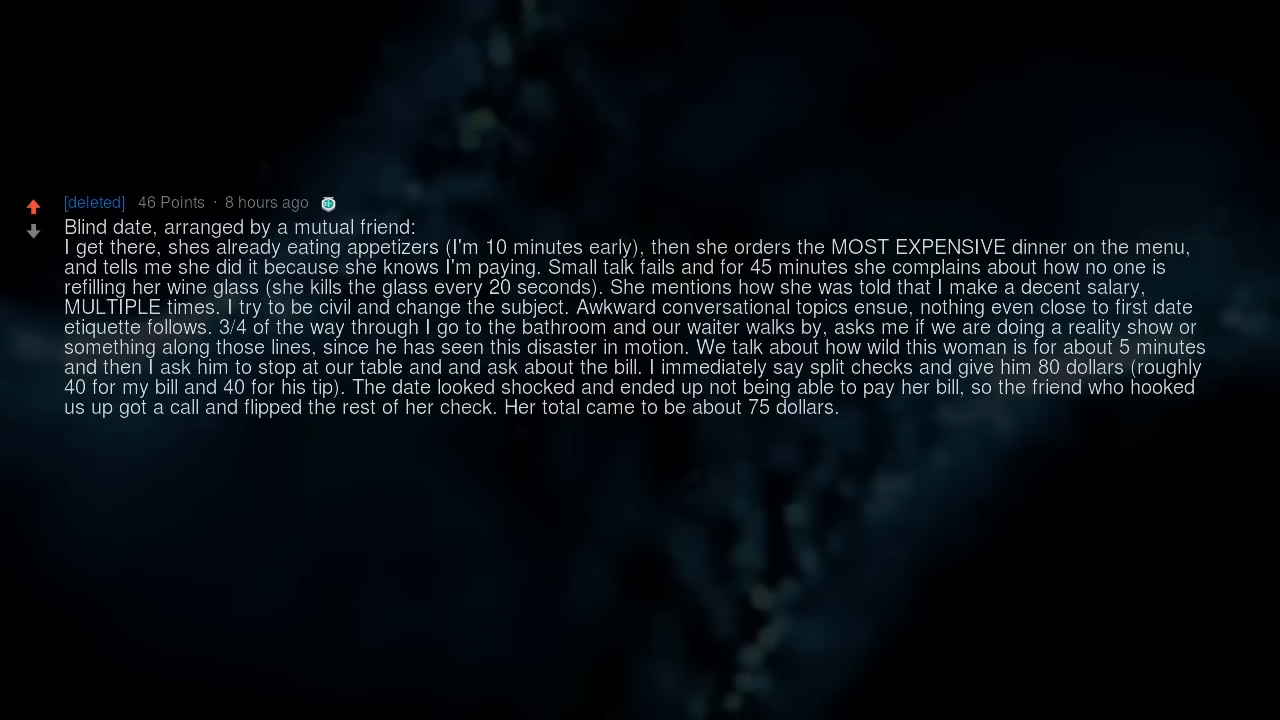 [deleted] 46 Points · 8 hours ago
Blind date, arranged by a mutual friend:
I get there, shes already eating appetizers (I'm 10 minutes early), then she orders the MOST EXPENSIVE dinner on the menu,
and tells me she did it because she knows I'm paying. Small talk fails and for 45 minutes she complains about how no one is
refilling her wine glass (she kills the glass every 20 seconds). She mentions how she was told that I make a decent salary,
MULTIPLE times. I try to be civil and change the subject. Awkward conversational topics ensue, nothing even close to first date
etiquette follows. 3/4 of the way through I go to the bathroom and our waiter walks by, asks me if we are doing a reality show or
something along those lines, since he has seen this disaster in motion. We talk about how wild this woman is for about 5 minutes
and then I ask him to stop at our table and and ask about the bill. I immediately say split checks and give him 80 dollars (roughly
40 for my bill and 40 for his tip). The date looked shocked and ended up not being able to pay her bill, so the friend who hooked
us up got a call and flipped the rest of her check. Her total came to be about 75 dollars.